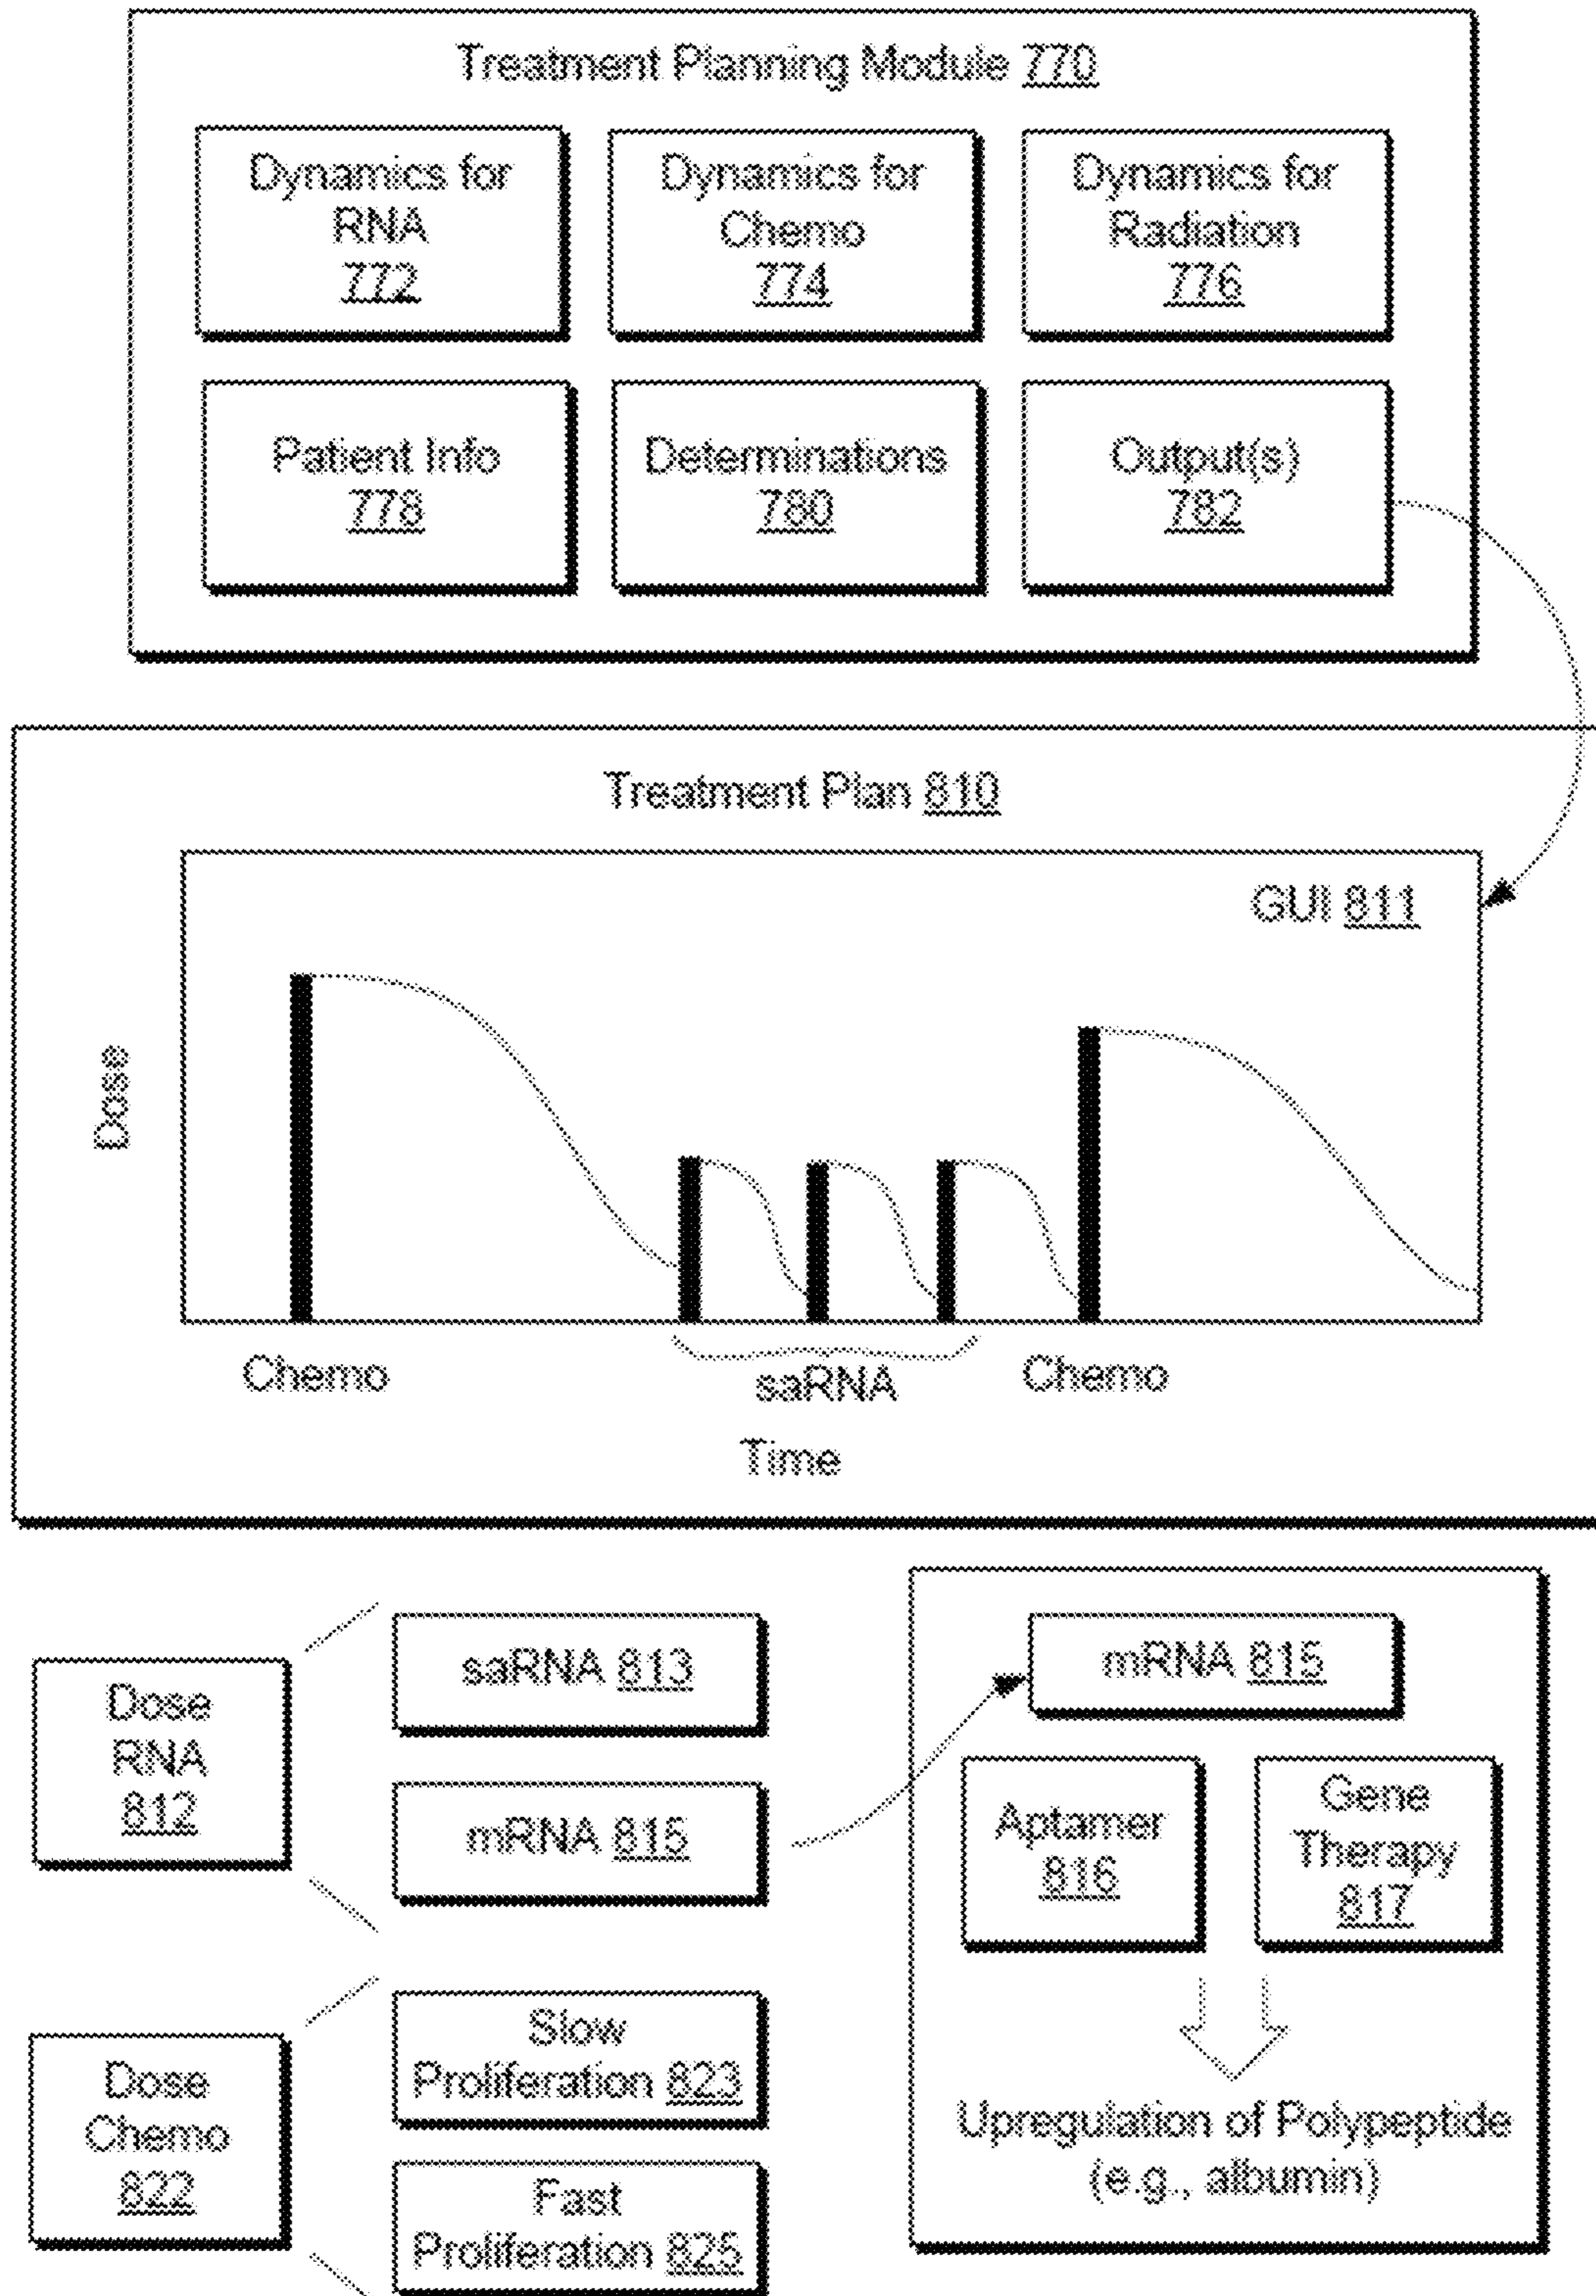 Treatment Planning Module 770
Dynamics for
RNA
772
Dynamics for
Chemo
774
Dynamics for
Radiation
776
Patient Info
778
Determinations
780
Output(s)
782
Treatment Plan 810
GUI 811
Dose
Chemo
saRNA
Chemo
Time
Dose
RNA
812
saRNA 813
mRNA 815
mRNA 815
Aptamer
816
Gene
Therapy
817
Upregulation of Polypeptide
(e.g., albumin)
Dose
Chemo
822
Slow
Proliferation 823
Fast
Proliferation 825